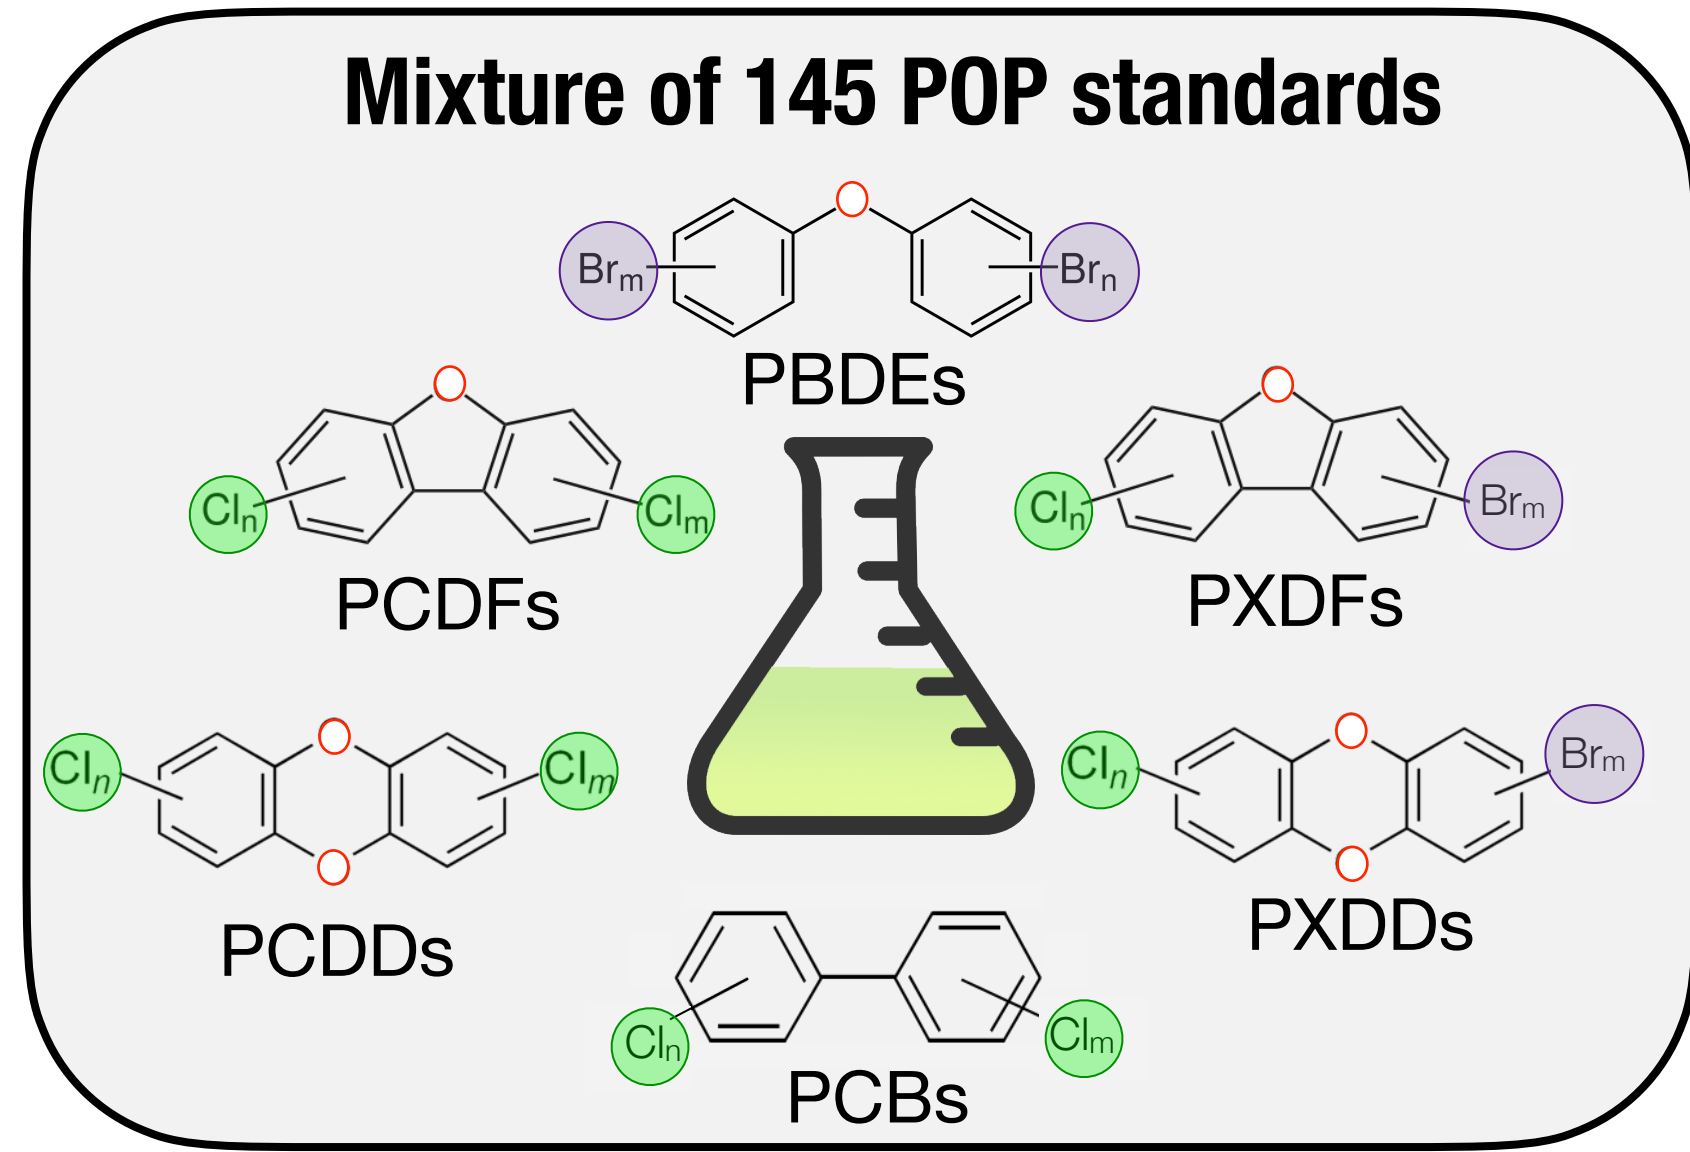 Mixture of 145 POP standards
O
Brm
Brn
PBDEs
O
Cln
Clm
PCDFs
O
Cln
Brm
PXDFs
O
Cln
Clm
O
PCDDs
O
Cln
Brm
O
PXDDs
Cln
Clm
PCBs